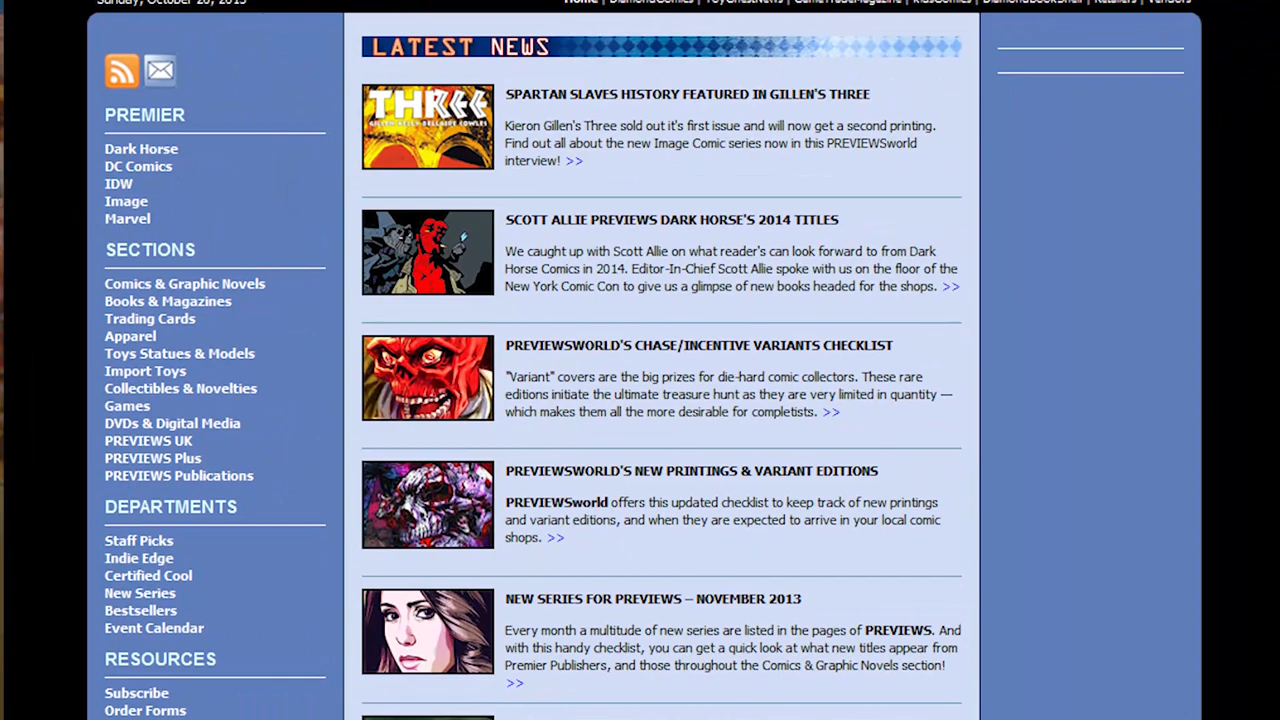 Sunday, October 20, 2013
Home | DiamondComics | ToyChestNews | GameTradeMagazine | KidsComics | DiamondBookShelf | Retailers | Vendors
PREMIER
Dark Horse
DC Comics
IDW
Image
Marvel
SECTIONS
Comics & Graphic Novels
Books & Magazines
Trading Cards
Apparel
Toys Statues & Models
Import Toys
Collectibles & Novelties
Games
DVDs & Digital Media
PREVIEWS UK
PREVIEWS Plus
PREVIEWS Publications
DEPARTMENTS
Staff Picks
Indie Edge
Certified Cool
New Series
Bestsellers
Event Calendar
RESOURCES
Subscribe
Order Forms
LATEST NEWS
THREE
GILLEN KELLY BELLAIRE COWLES
SPARTAN SLAVES HISTORY FEATURED IN GILLEN'S THREE
Kieron Gillen's Three sold out it's first issue and will now get a second printing.
Find out all about the new Image Comic series now in this PREVIEWSworld
interview! >>
SCOTT ALLIE PREVIEWS DARK HORSE'S 2014 TITLES
We caught up with Scott Allie on what reader's can look forward to from Dark
Horse Comics in 2014. Editor-In-Chief Scott Allie spoke with us on the floor of the
New York Comic Con to give us a glimpse of new books headed for the shops. >>
PREVIEWSWORLD'S CHASE/INCENTIVE VARIANTS CHECKLIST
"Variant" covers are the big prizes for die-hard comic collectors. These rare
editions initiate the ultimate treasure hunt as they are very limited in quantity —
which makes them all the more desirable for completists. >>
PREVIEWSWORLD'S NEW PRINTINGS & VARIANT EDITIONS
PREVIEWSworld offers this updated checklist to keep track of new printings
and variant editions, and when they are expected to arrive in your local comic
shops. >>
NEW SERIES FOR PREVIEWS – NOVEMBER 2013
Every month a multitude of new series are listed in the pages of PREVIEWS. And
with this handy checklist, you can get a quick look at what new titles appear from
Premier Publishers, and those throughout the Comics & Graphic Novels section!
>>